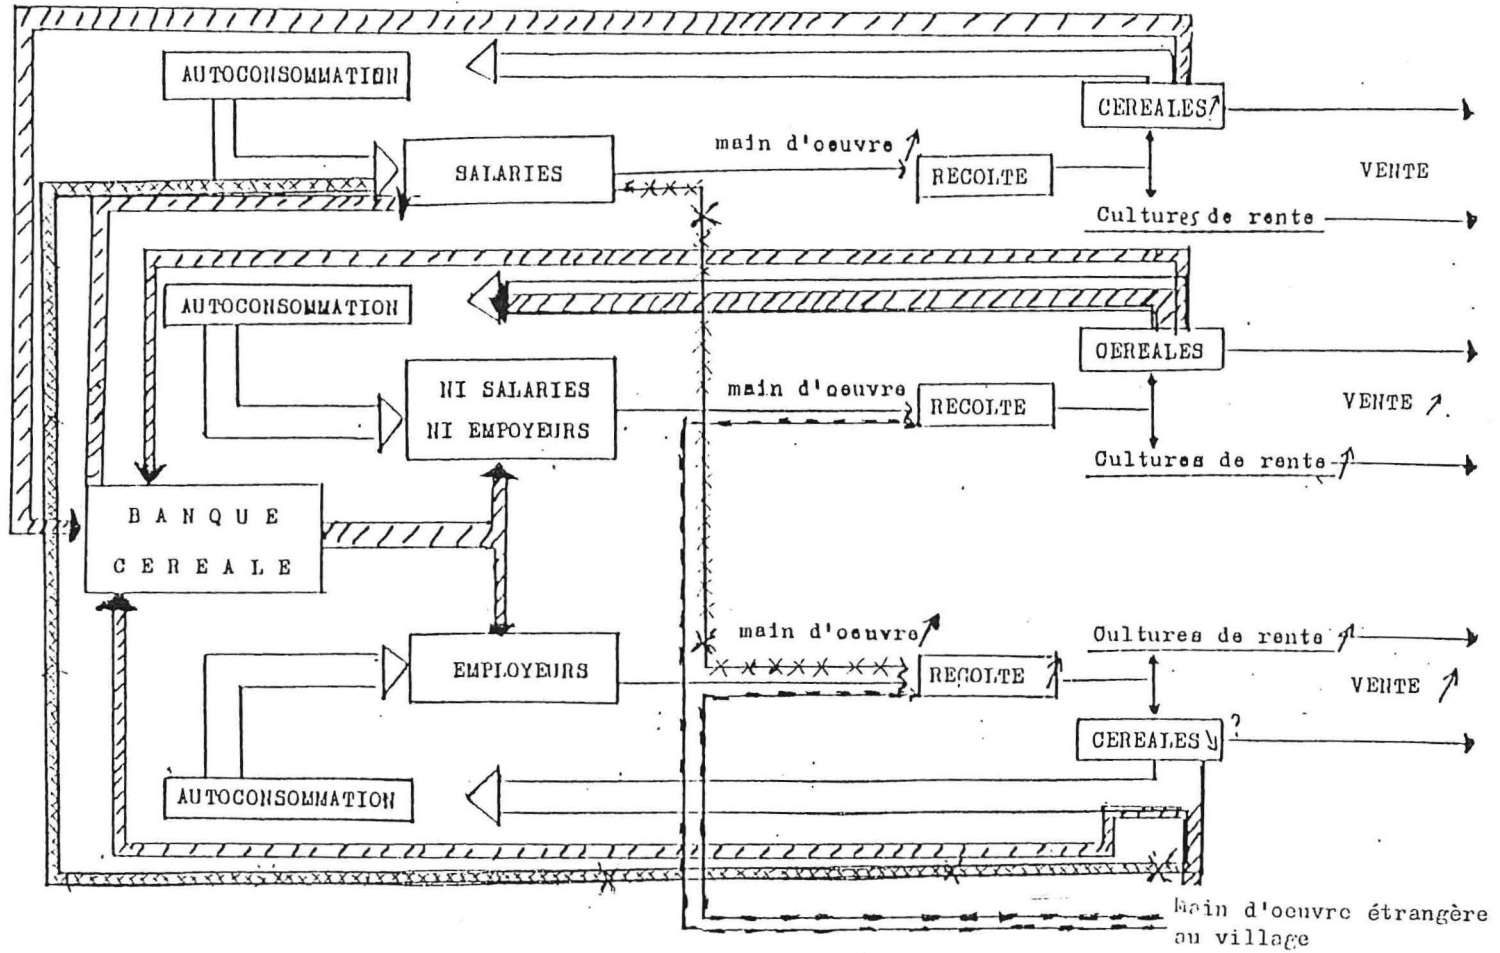 AUTOCONSOMMATION
CEREALES
main d'oeuvre
SALARIES
RECOLTE
VENTE
Cultures de rente
AUTOCONSOMMATION
CEREALES
NI SALARIES
NI EMPOYEURS
main d'oeuvre
RECOLTE
VENTE
Cultures de rente
BANQUE
CEREALE
main d'oeuvre
Cultures de rente
EMPLOYEURS
RECOLTE
VENTE
CEREALES ?
AUTOCONSOMMATION
Main d'oeuvre étrangère
au village